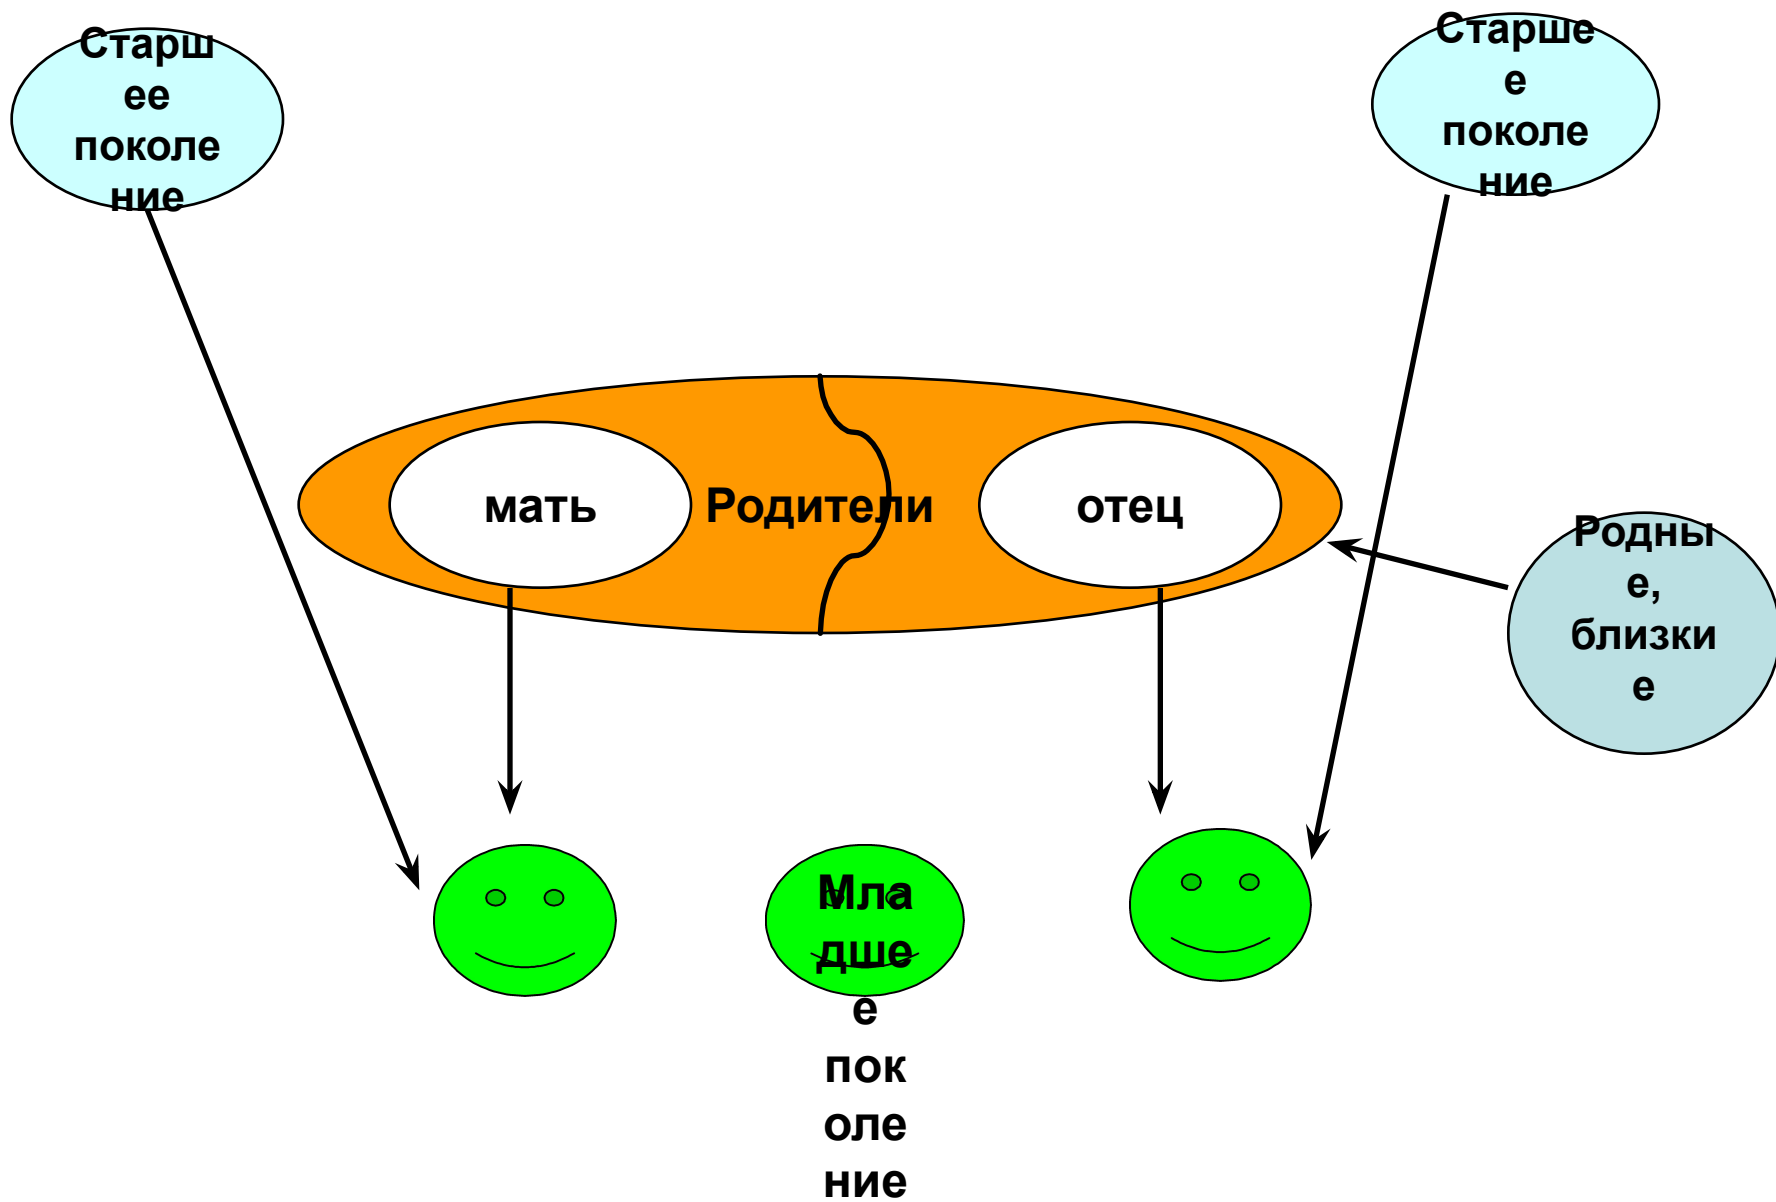 Старш
ее
поколе
ние
Старше
е
поколе
ние
мать
Родители
отец
Родны
е,
близки
е
Мла
дше
е
пок
оле
ние